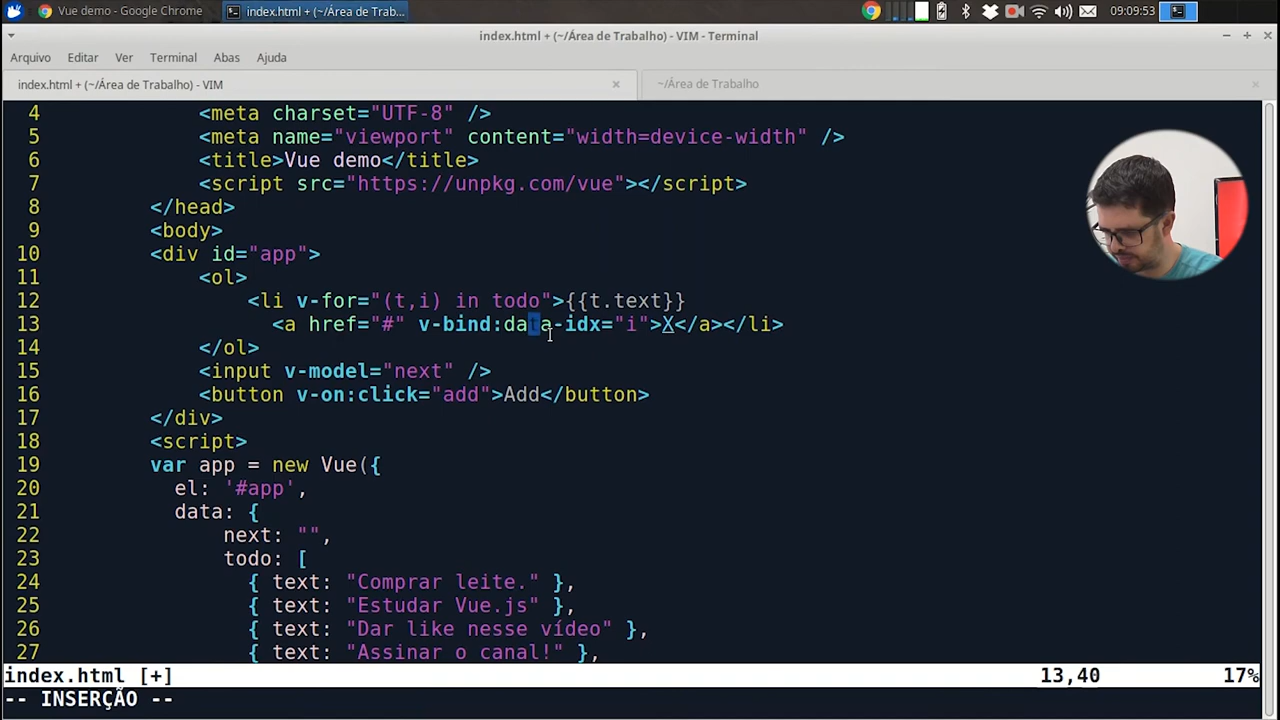 Vue demo - Google Chrome index.html + (~/Área de Trab... 09:09:53
index.html + (~/Área de Trabalho) - VIM - Terminal
Arquivo Editar Ver Terminal Abas Ajuda
index.html + (~/Área de Trabalho) - VIM ~/Área de Trabalho
4 <meta charset="UTF-8" />
5 <meta name="viewport" content="width=device-width" />
6 <title>Vue demo</title>
7 <script src="https://unpkg.com/vue"></script>
8 </head>
9 <body>
10 <div id="app">
11 <ol>
12 <li v-for="(t,i) in todo">{{t.text}}
13 <a href="#" v-bind:data-idx="i">X</a></li>
14 </ol>
15 <input v-model="next" />
16 <button v-on:click="add">Add</button>
17 </div>
18 <script>
19 var app = new Vue({
20 el: '#app',
21 data: {
22 next: "",
23 todo: [
24 { text: "Comprar leite." },
25 { text: "Estudar Vue.js" },
26 { text: "Dar like nesse vídeo" },
27 { text: "Assinar o canal!" },
index.html [+] 13,40 17%
-- INSERÇÃO --